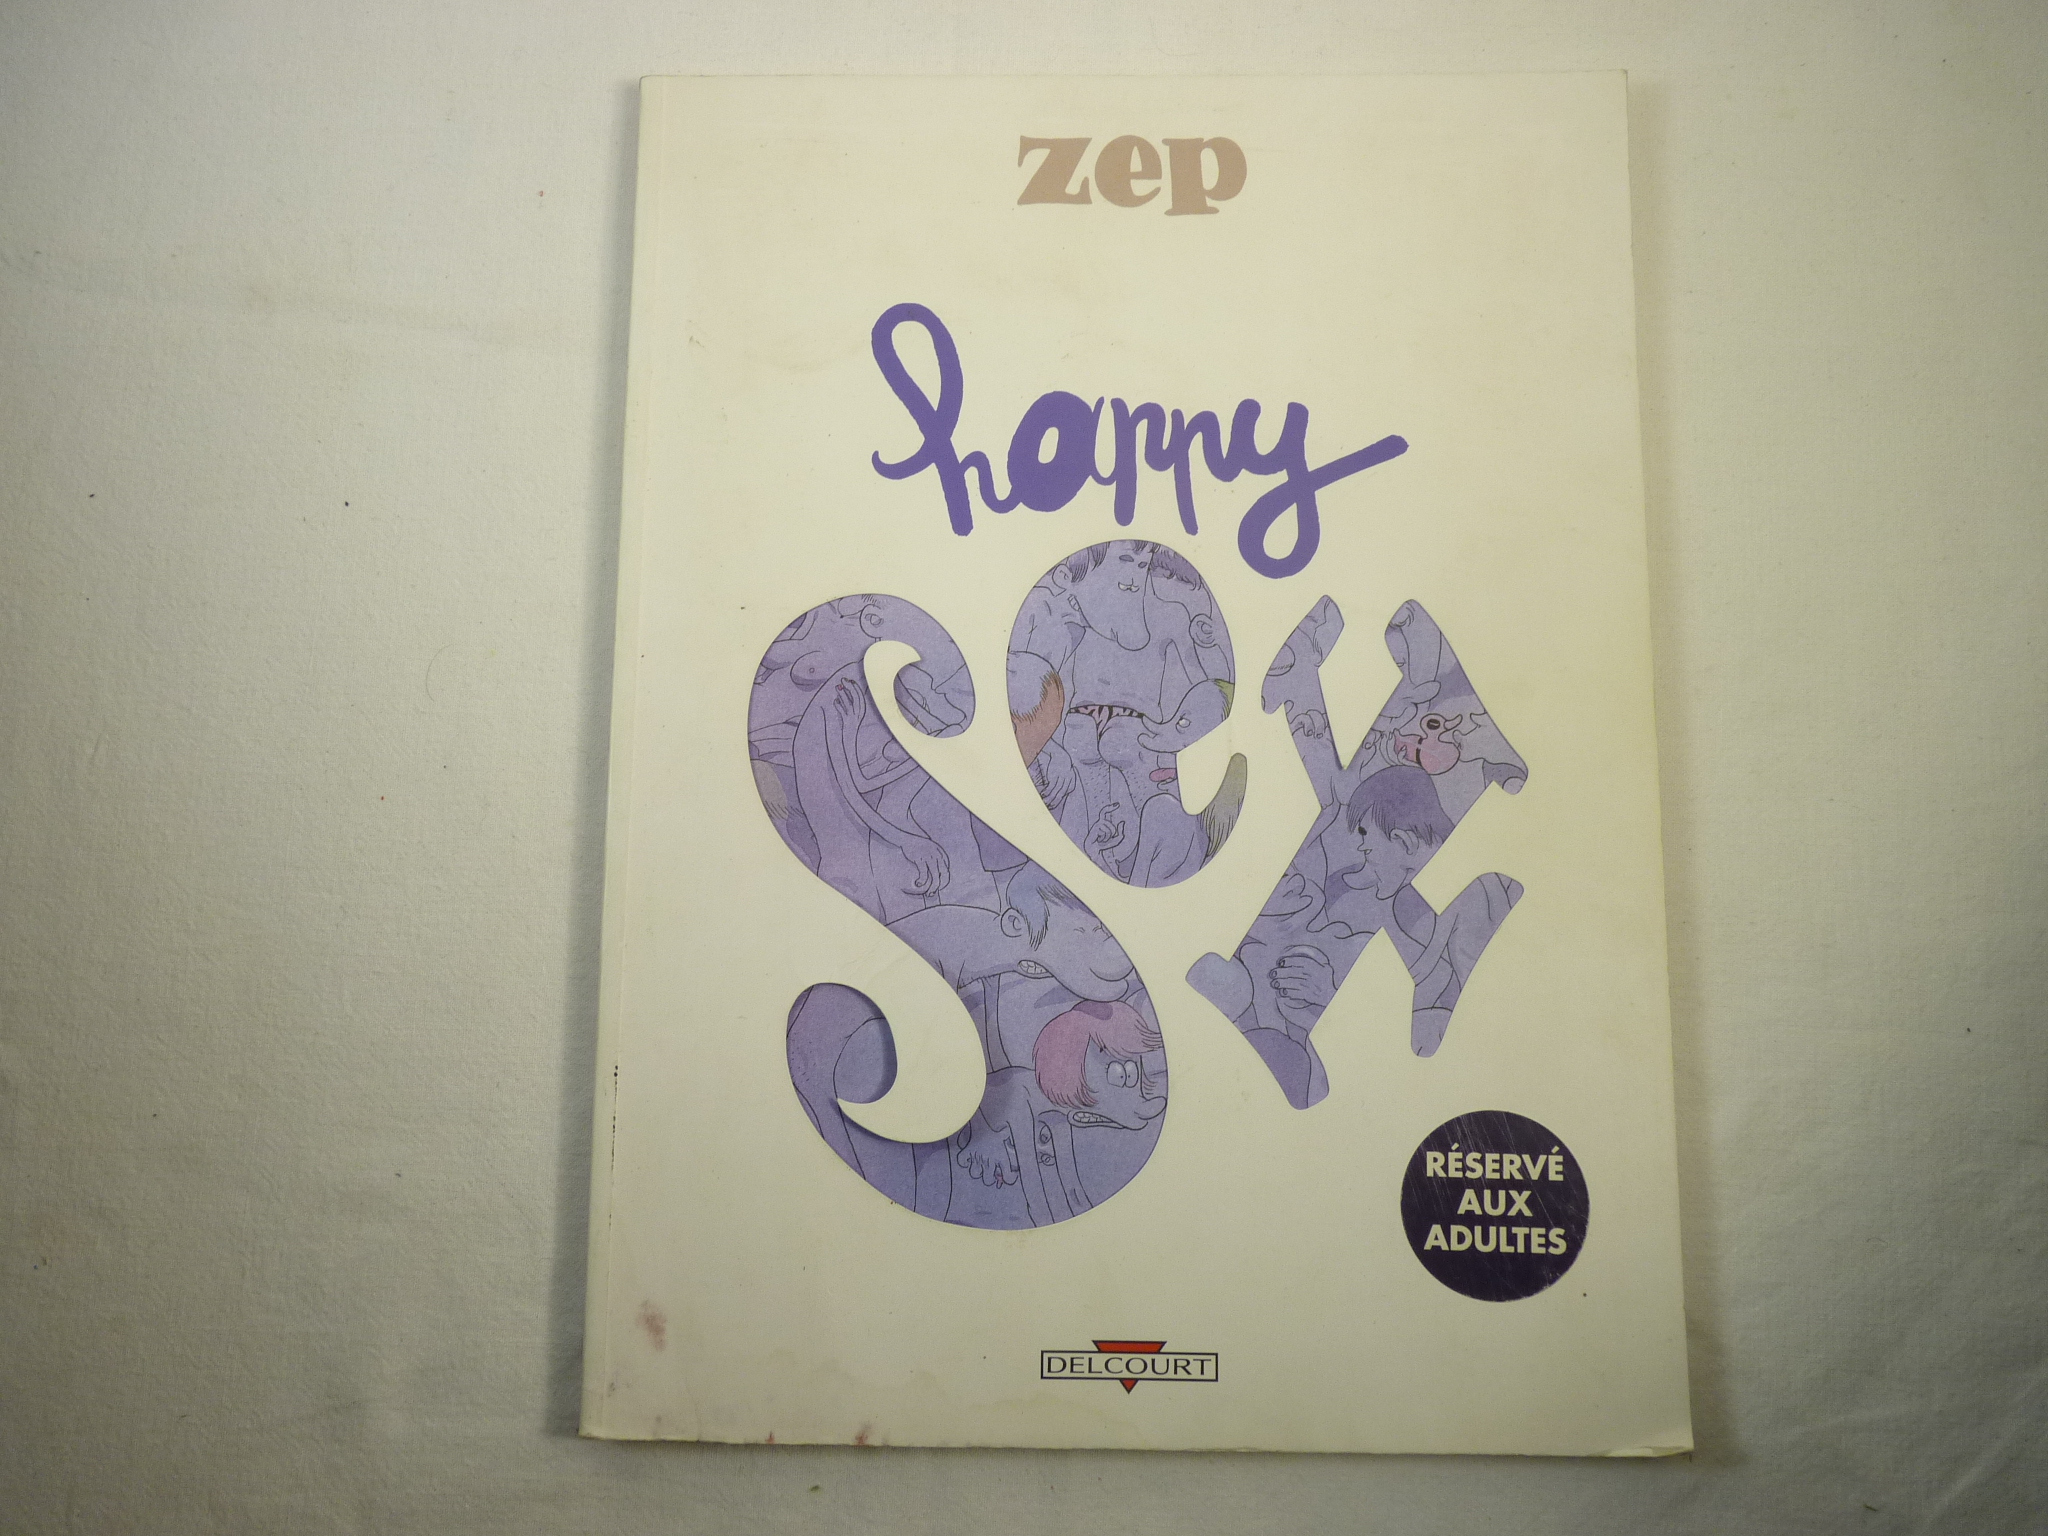 zep
happy
SeX
RÉSERVÉ
AUX
ADULTES
DELCOURT